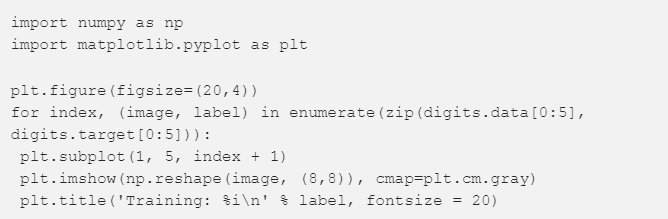 import numpy as np
import matplotlib.pyplot as plt

plt.figure(figsize=(20,4))
for index, (image, label) in enumerate(zip(digits.data[0:5],
digits.target[0:5])):
 plt.subplot(1, 5, index + 1)
 plt.imshow(np.reshape(image, (8,8)), cmap=plt.cm.gray)
 plt.title('Training: %i\n' % label, fontsize = 20)